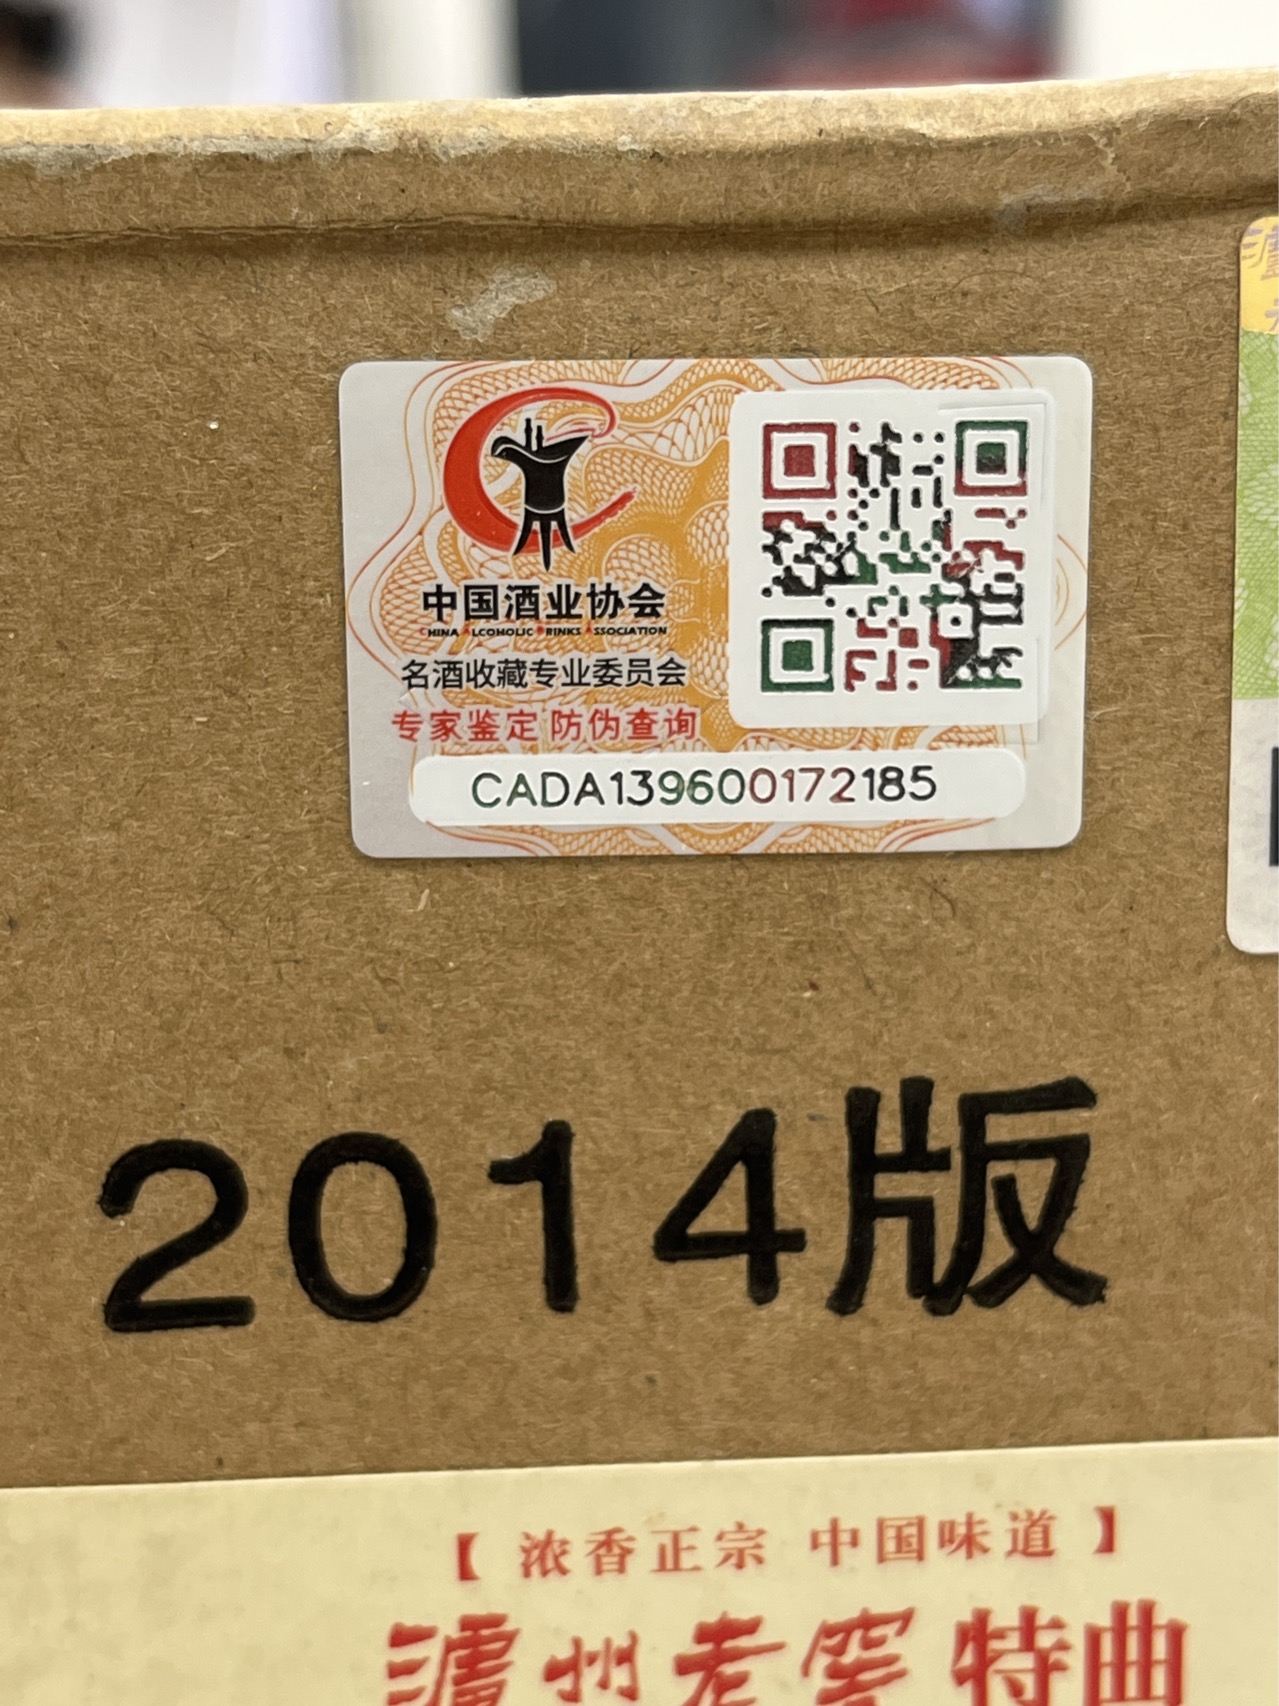 中国酒业协会
CHINA ALCOHOLIC DRINKS ASSOCIATION
名酒收藏专业委员会
专家鉴定 防伪查询
CADA139600172185
2014版
【 浓香正宗 中国味道 】
泸州老窖特曲